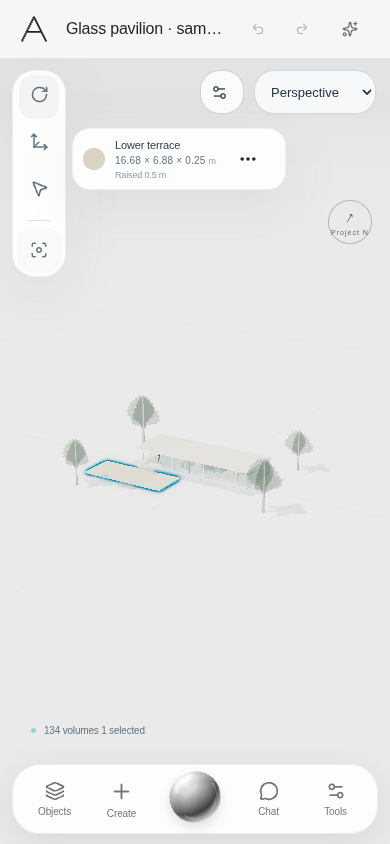 Glass pavilion · sam…
Perspective
Lower terrace
16.68 × 6.88 × 0.25 m
Raised 0.5 m
Project N
134 volumes 1 selected
Objects
Create
Chat
Tools